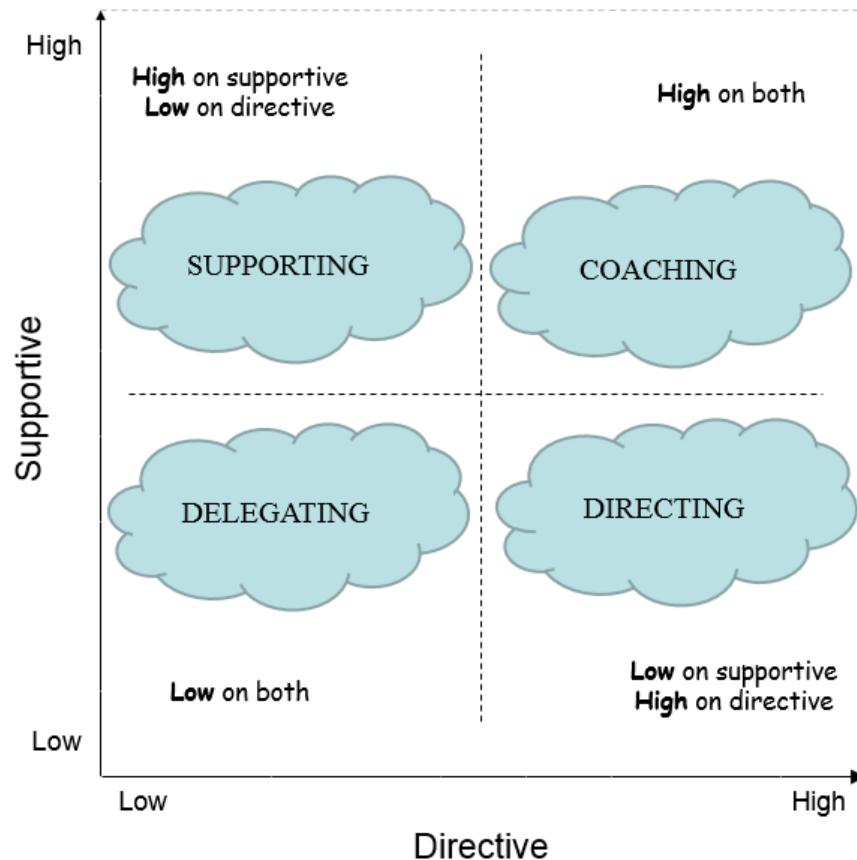 High
High on supportive
Low on directive
High on both
SUPPORTING
COACHING
Supportive
DELEGATING
DIRECTING
Low on both
Low on supportive
High on directive
Low
Low
High
Directive